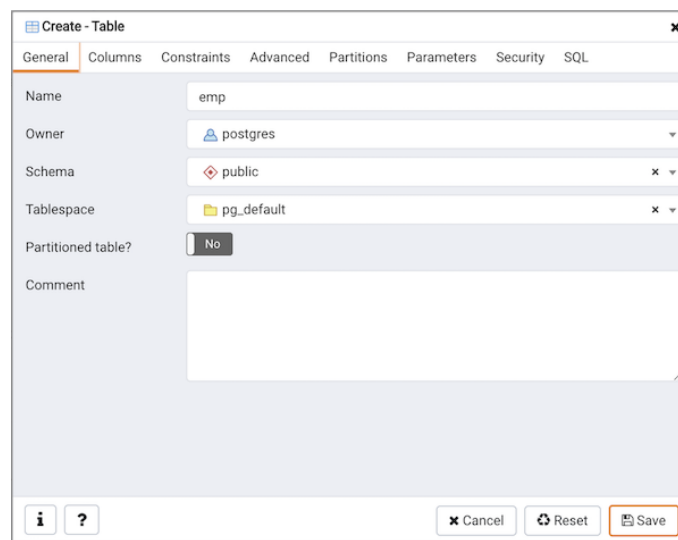 Create - Table
General Columns Constraints Advanced Partitions Parameters Security SQL
Name emp
Owner postgres
Schema public
Tablespace pg_default
Partitioned table? No
Comment
i ? Cancel Reset Save